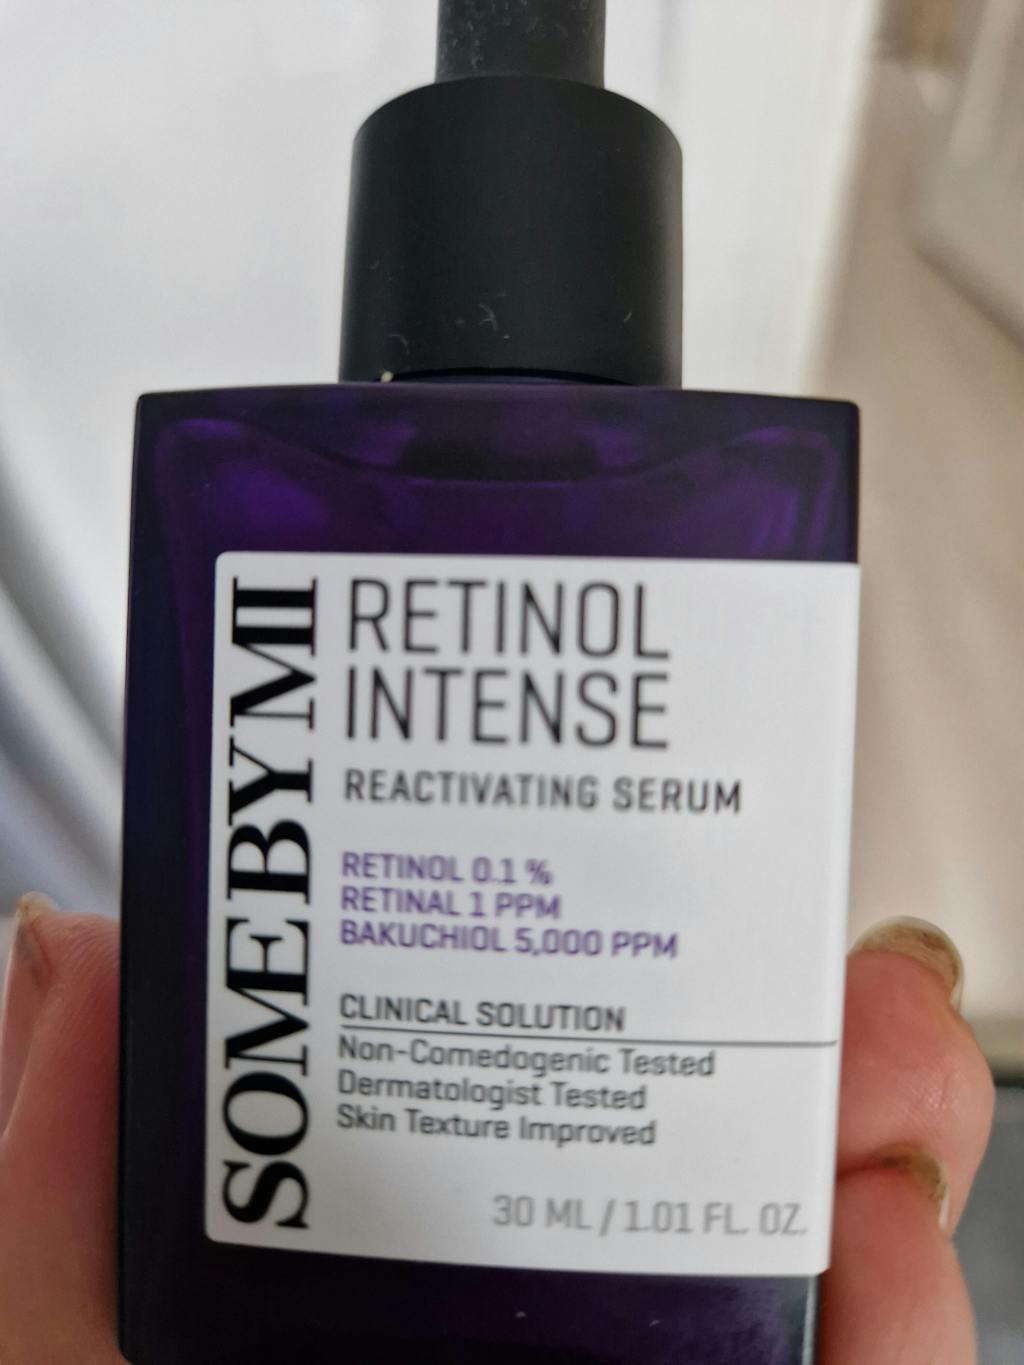 SOMEBYMI
RETINOL
INTENSE
REACTIVATING SERUM
RETINOL 0.1 %
RETINAL 1 PPM
BAKUCHIOL 5,000 PPM
CLINICAL SOLUTION
Non-Comedogenic Tested
Dermatologist Tested
Skin Texture Improved
30 ML / 1.01 FL. OZ.